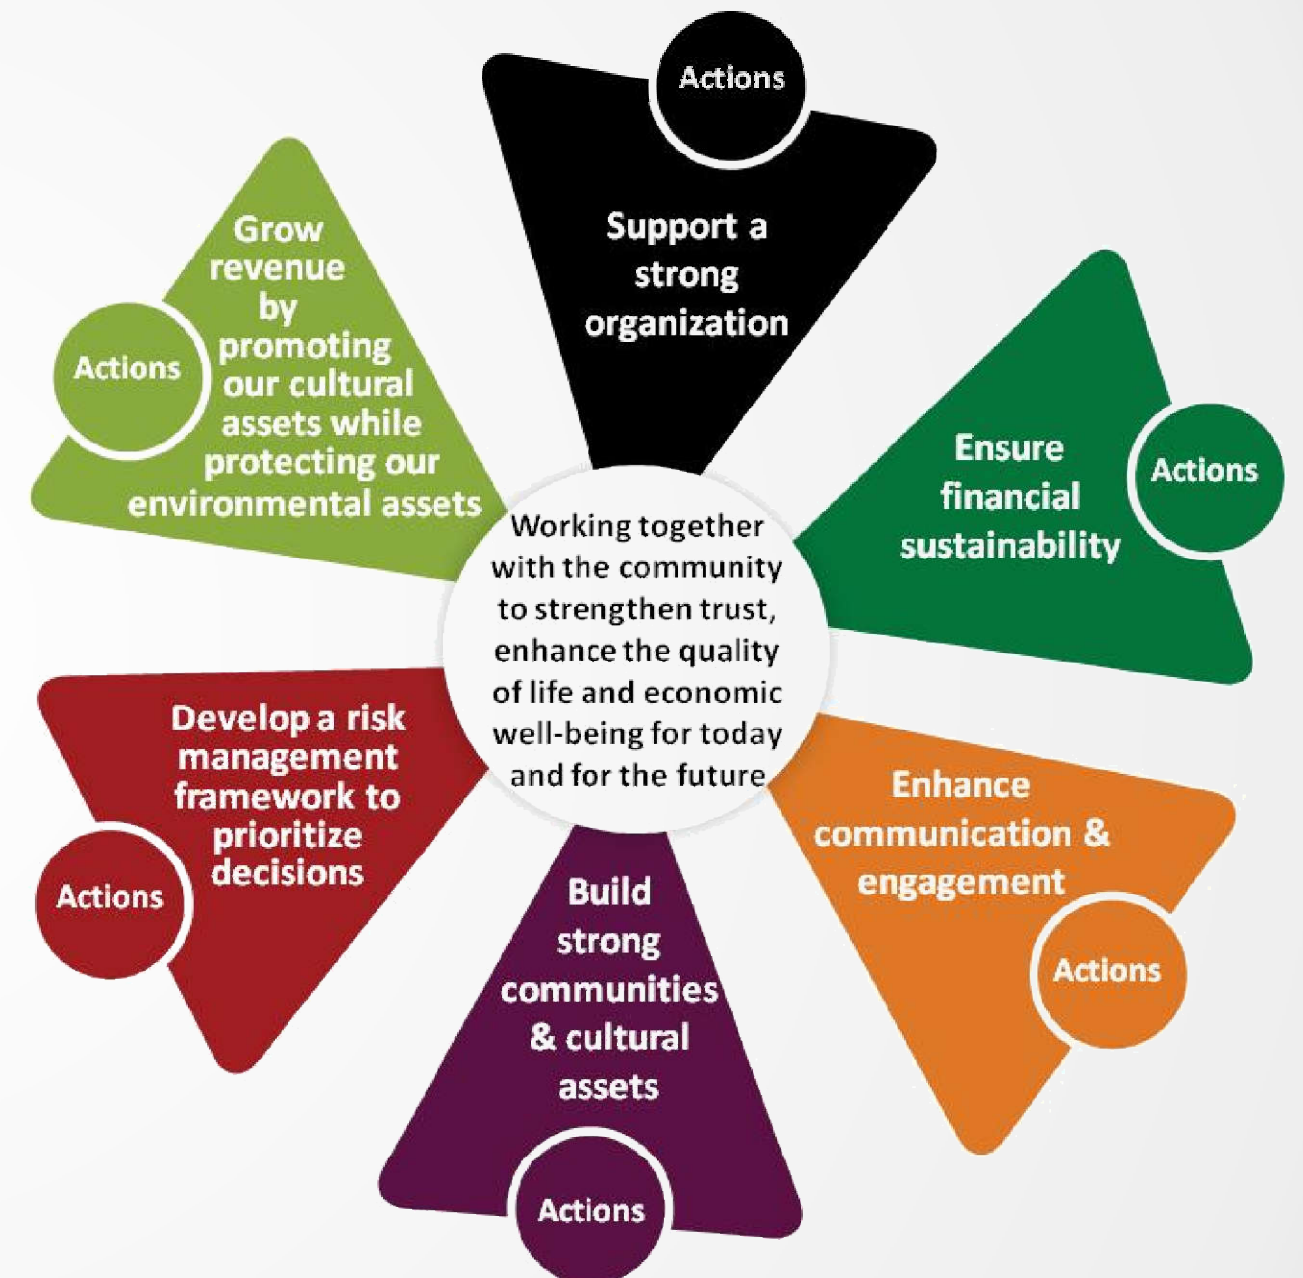 Actions
Support a
strong
organization
Grow
revenue
by
promoting
our cultural
assets while
protecting our
environmental assets
Actions
Ensure
financial
sustainability
Actions
Working together
with the community
to strengthen trust,
enhance the quality
of life and economic
well-being for today
and for the future
Develop a risk
management
framework to
prioritize
decisions
Actions
Enhance
communication &
engagement
Actions
Build
strong
communities
& cultural
assets
Actions